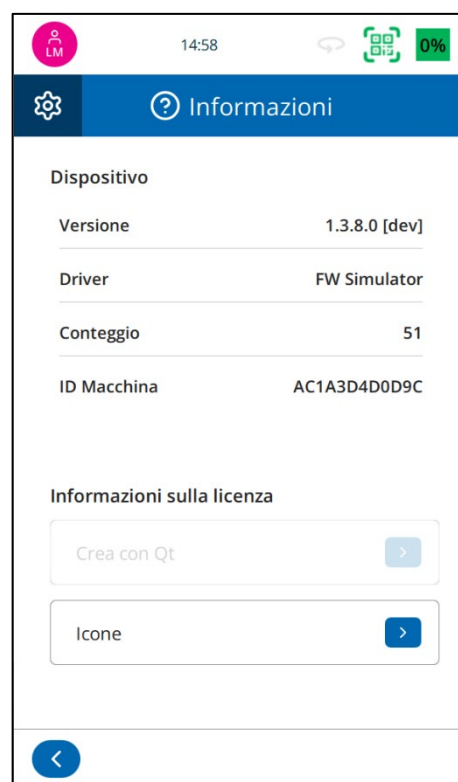 LM
14:58
0%
Informazioni
Dispositivo
Versione 1.3.8.0 [dev]
Driver FW Simulator
Conteggio 51
ID Macchina AC1A3D4D0D9C
Informazioni sulla licenza
Crea con Qt
Icone